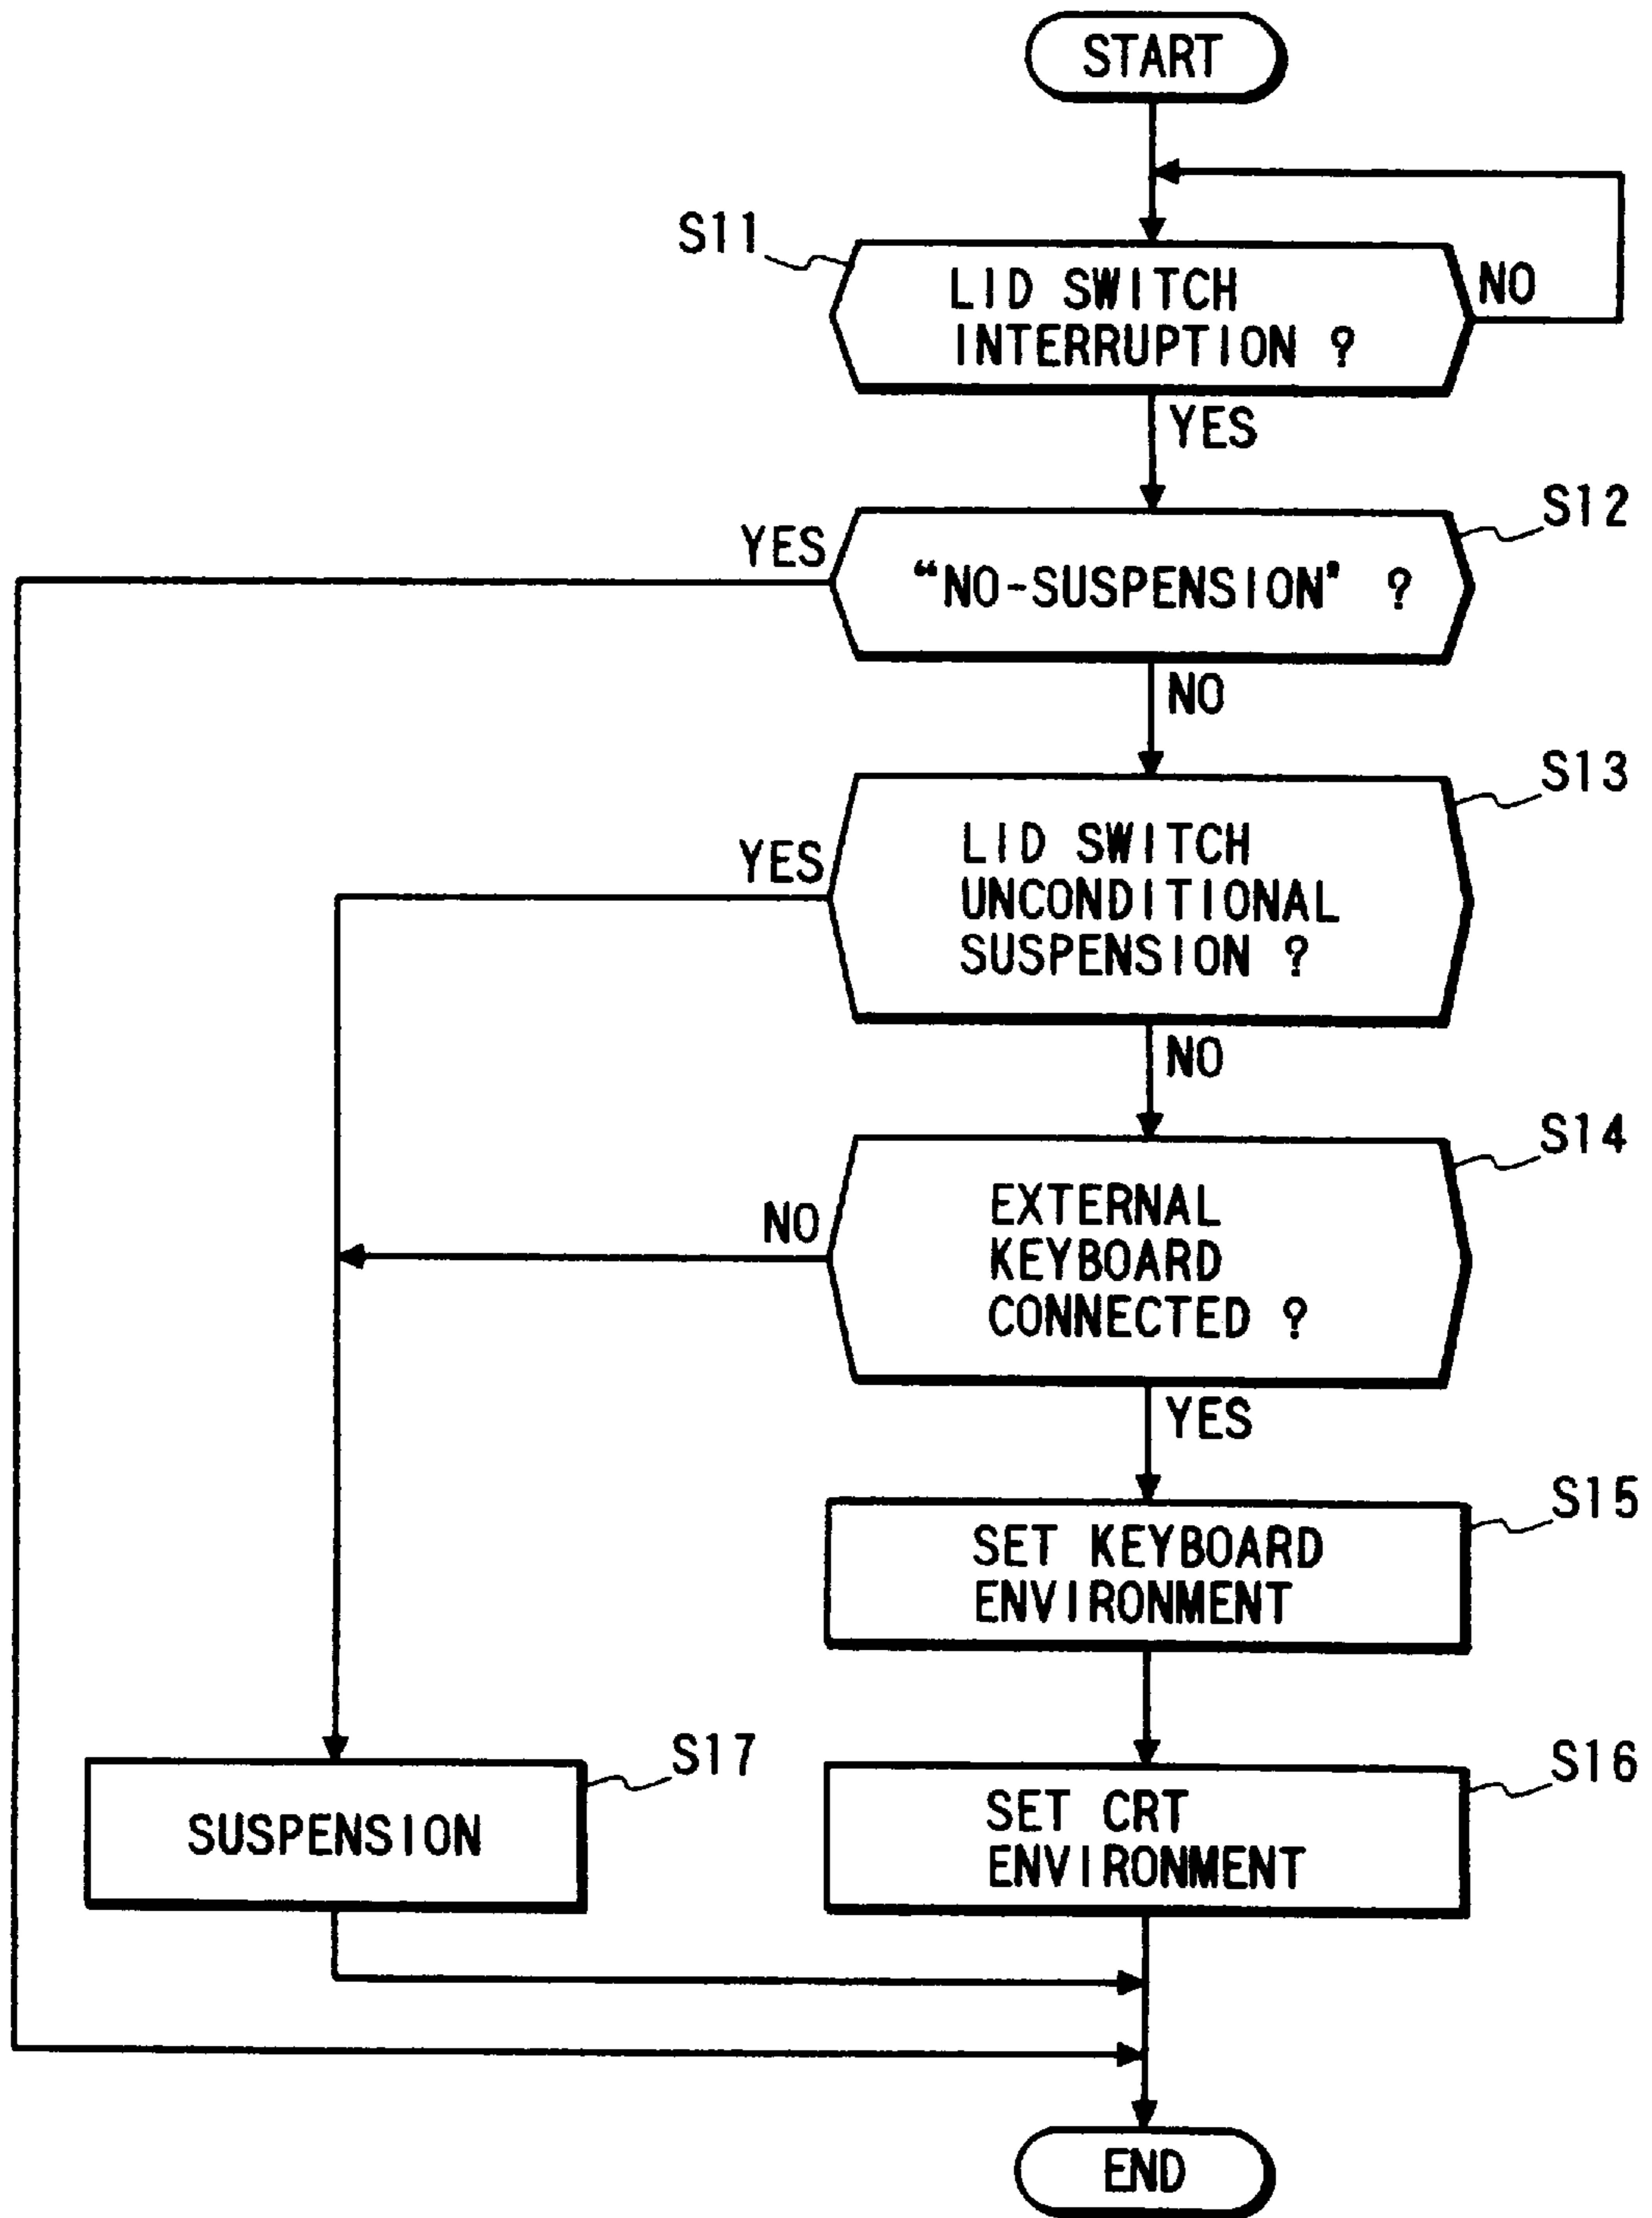 START
S11
LID SWITCH
INTERRUPTION ?
NO
YES
S12
YES
“NO-SUSPENSION” ?
NO
S13
YES
LID SWITCH
UNCONDITIONAL
SUSPENSION ?
NO
S14
NO
EXTERNAL
KEYBOARD
CONNECTED ?
YES
S15
SET KEYBOARD
ENVIRONMENT
S17
SUSPENSION
S16
SET CRT
ENVIRONMENT
END